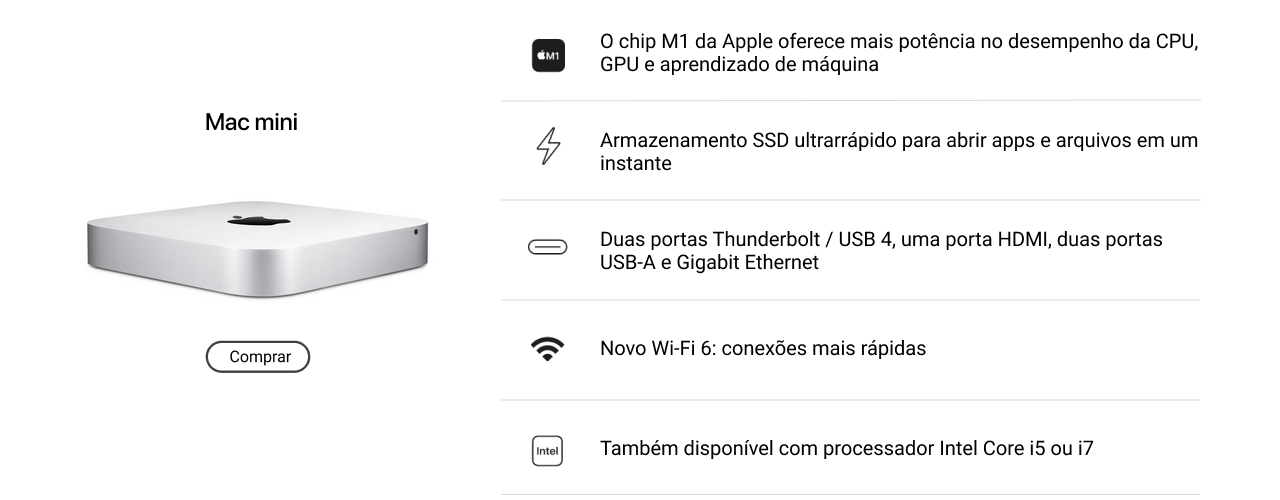 Mac mini
Comprar
M1
O chip M1 da Apple oferece mais potência no desempenho da CPU,
GPU e aprendizado de máquina
Armazenamento SSD ultrarrápido para abrir apps e arquivos em um
instante
Duas portas Thunderbolt / USB 4, uma porta HDMI, duas portas
USB-A e Gigabit Ethernet
Novo Wi-Fi 6: conexões mais rápidas
Intel
Também disponível com processador Intel Core i5 ou i7